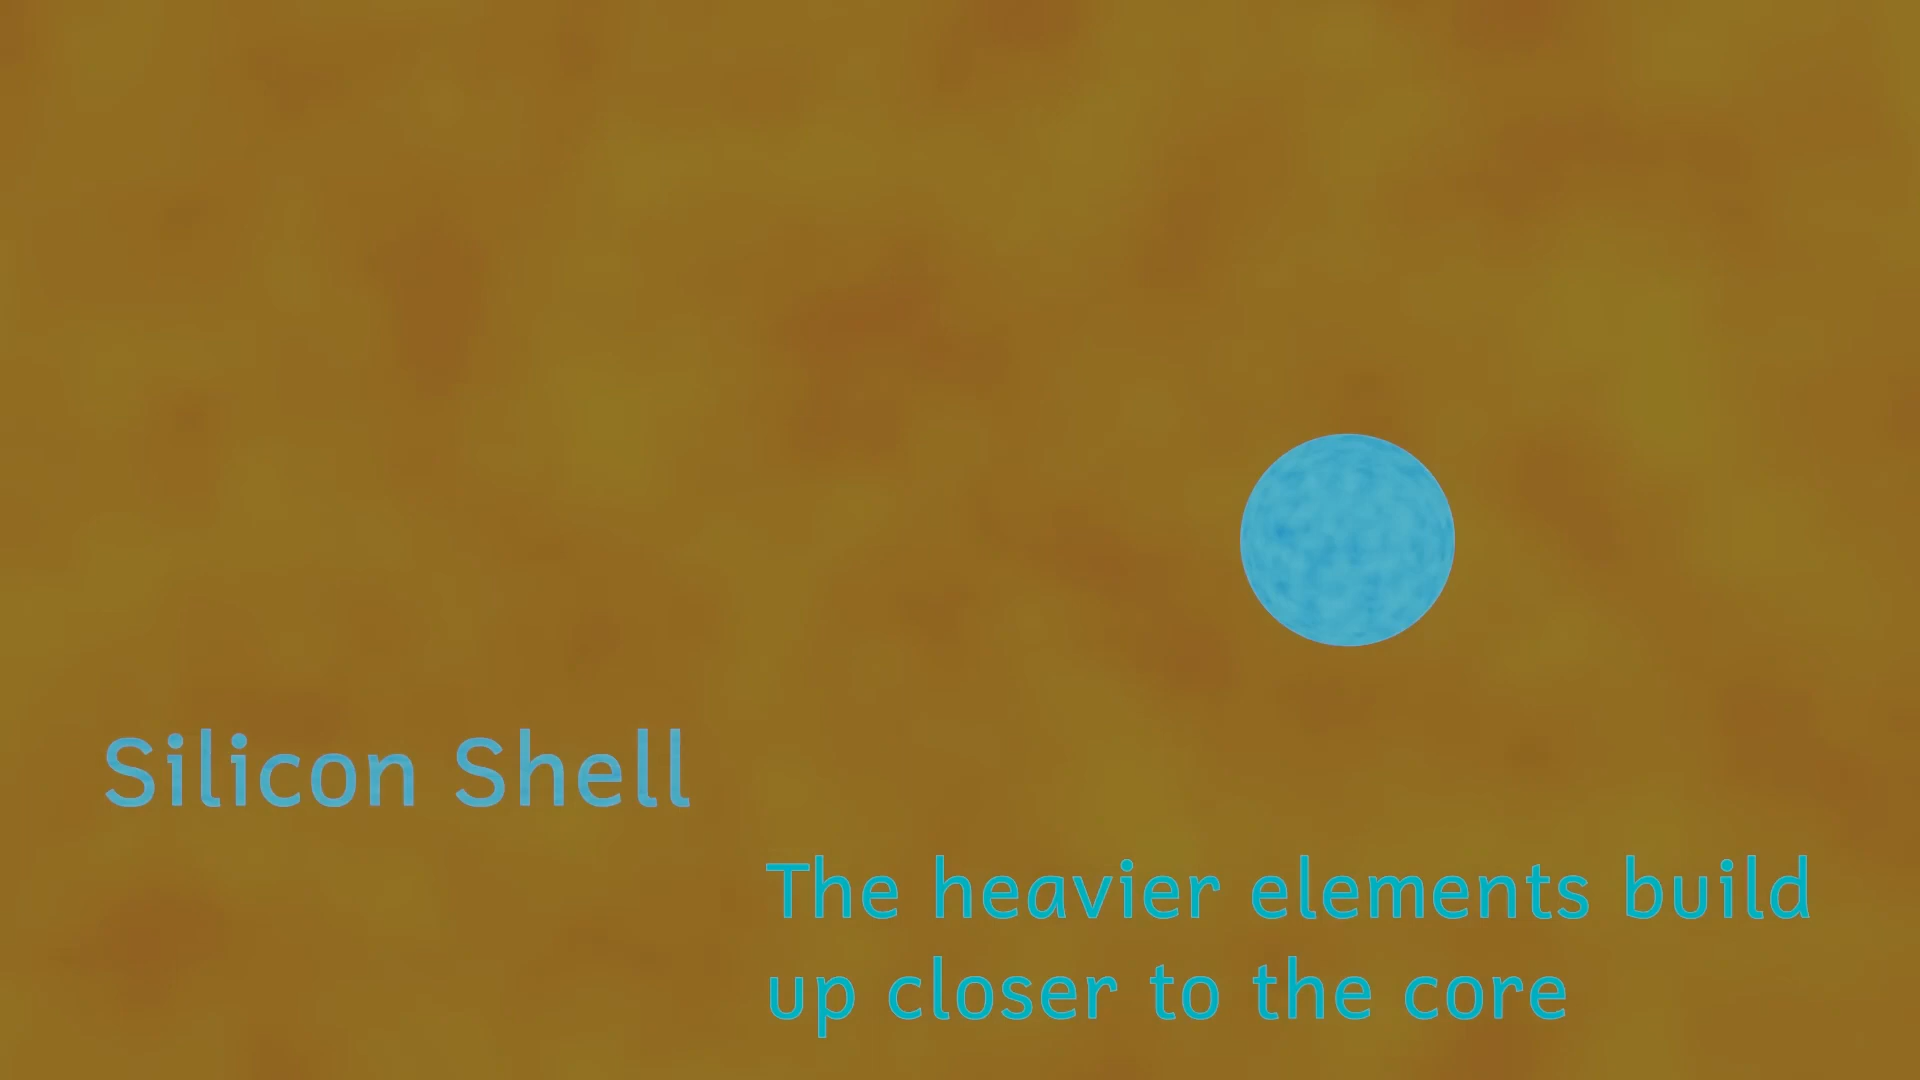 Silicon Shell
The heavier elements build
up closer to the core